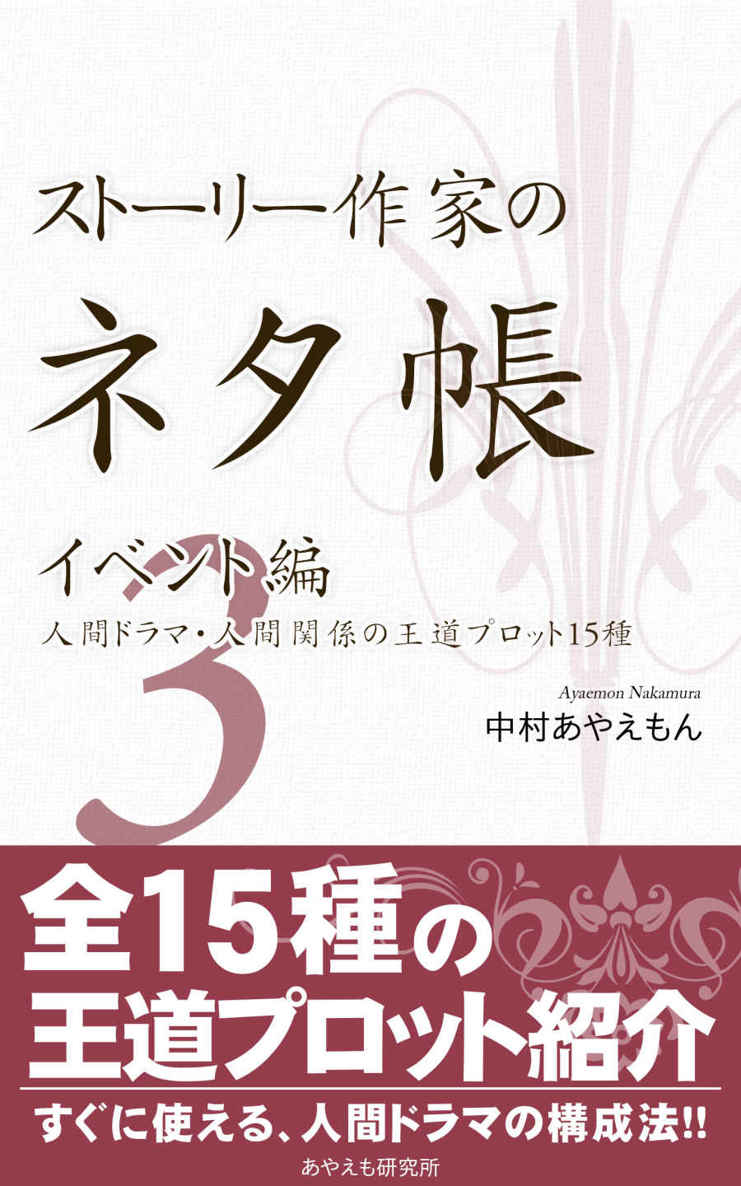 ストーリー作家の
ネタ帳
イベント編
3
人間ドラマ・人間関係の王道プロット15種
Ayaemon Nakamura
中村あやえもん
全15種の
王道プロット紹介
すぐに使える、人間ドラマの構成法!!
あやえも研究所